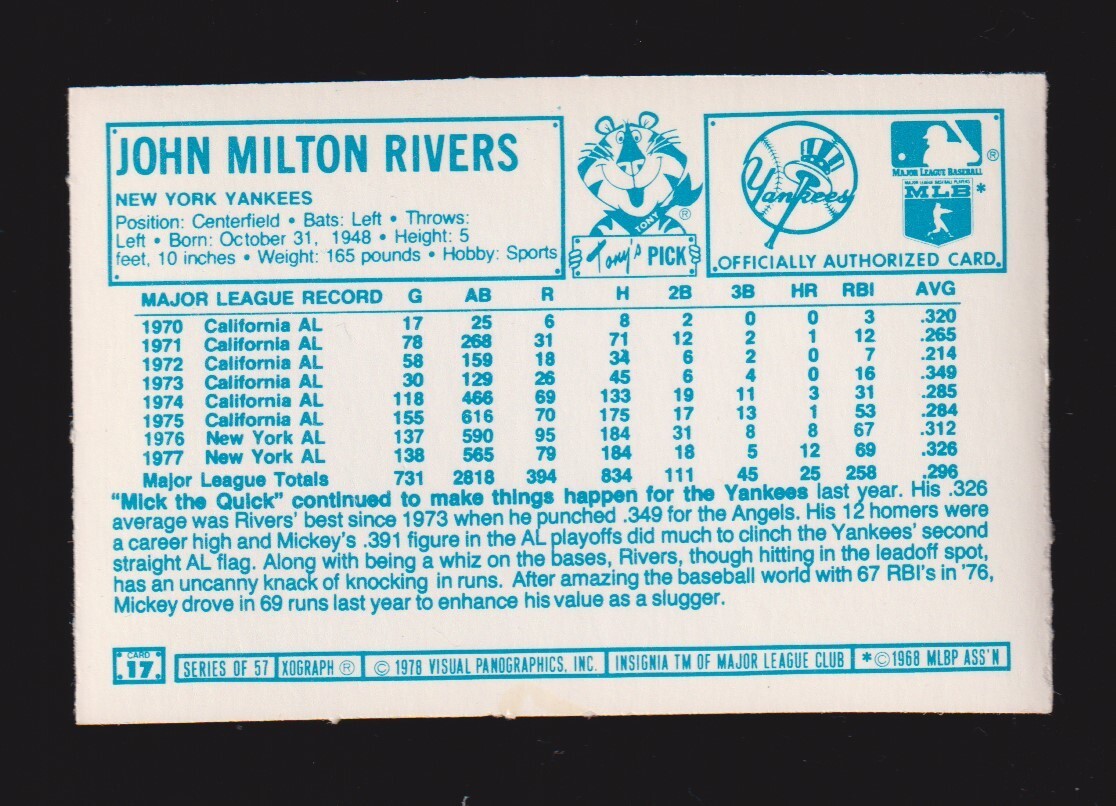 JOHN MILTON RIVERS
NEW YORK YANKEES
Position: Centerfield • Bats: Left • Throws:
Left • Born: October 31, 1948 • Height: 5
feet, 10 inches • Weight: 165 pounds • Hobby: Sports
TONY ®
Tony's PICK
Yankees
®
MAJOR LEAGUE BASEBALL
MAJOR LEAGUE BASEBALL PLAYERS
MLB*
OFFICIALLY AUTHORIZED CARD
MAJOR LEAGUE RECORD G AB R H 2B 3B HR RBI AVG
1970 California AL 17 25 6 8 2 0 0 3 .320
1971 California AL 78 268 31 71 12 2 1 12 .265
1972 California AL 58 159 18 34 6 2 0 7 .214
1973 California AL 30 129 26 45 6 4 0 16 .349
1974 California AL 118 466 69 133 19 11 3 31 .285
1975 California AL 155 616 70 175 17 13 1 53 .284
1976 New York AL 137 590 95 184 31 8 8 67 .312
1977 New York AL 138 565 79 184 18 5 12 69 .326
Major League Totals 731 2818 394 834 111 45 25 258 .296
"Mick the Quick" continued to make things happen for the Yankees last year. His .326
average was Rivers' best since 1973 when he punched .349 for the Angels. His 12 homers were
a career high and Mickey's .391 figure in the AL playoffs did much to clinch the Yankees' second
straight AL flag. Along with being a whiz on the bases, Rivers, though hitting in the leadoff spot,
has an uncanny knack of knocking in runs. After amazing the baseball world with 67 RBI's in '76,
Mickey drove in 69 runs last year to enhance his value as a slugger.
CARD
17
SERIES OF 57 XOGRAPH ® © 1978 VISUAL PANOGRAPHICS, INC. INSIGNIA TM OF MAJOR LEAGUE CLUB *©1968 MLBP ASS'N